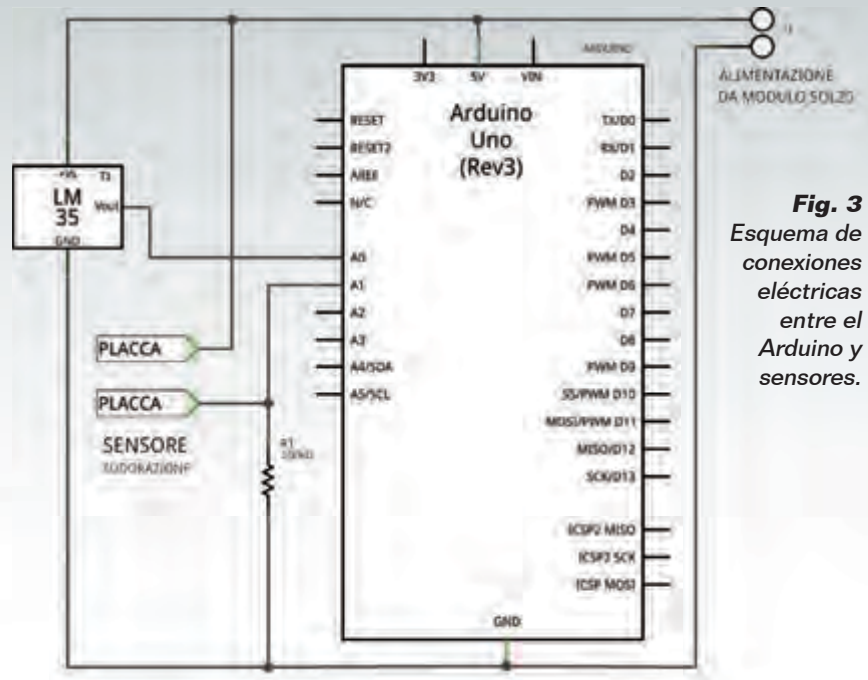 3V3 5V VIN ARDUINO
ALIMENTAZIONE
DA MODULO SOLZG
Arduino
Uno
(Rev3)
RESET
RESET2
AREF
N/C
A0
A1
A2
A3
A4/SDA
A5/SCL
TX/D0
RX/D1
D2
PWM D3
D4
PWM D5
PWM D6
D7
D8
PWM D9
SS/PWM D10
MOSI/PWM D11
MISO/D12
SCK/D13
ICSP2 MISO
ICSP2 SCK
ICSP MOSI
GND
+VS T1
LM
35
Vout
GND
PLACCA
PLACCA
SENSORE
SUDORAZIONE
R1
Fig. 3
Esquema de
conexiones
eléctricas
entre el
Arduino y
sensores.